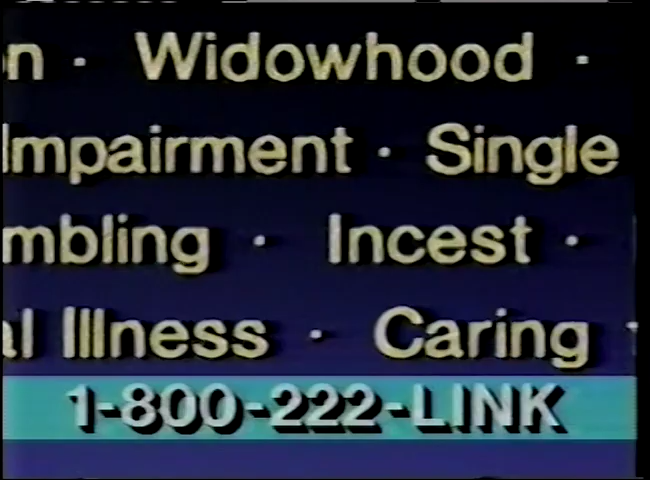 n · Widowhood ·
Impairment · Single
mbling · Incest ·
al Illness · Caring
1-800-222-LINK